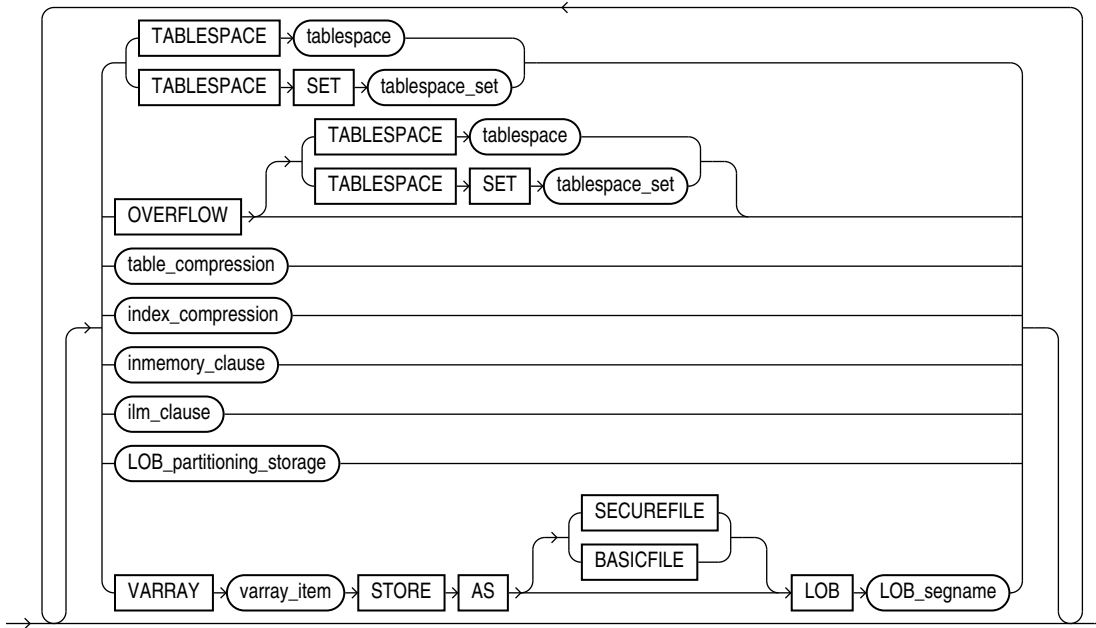 TABLESPACE tablespace
TABLESPACE SET tablespace_set
TABLESPACE tablespace
TABLESPACE SET tablespace_set
OVERFLOW
table_compression
index_compression
inmemory_clause
ilm_clause
LOB_partitioning_storage
SECUREFILE
BASICFILE
VARRAY varray_item STORE AS LOB LOB_segname